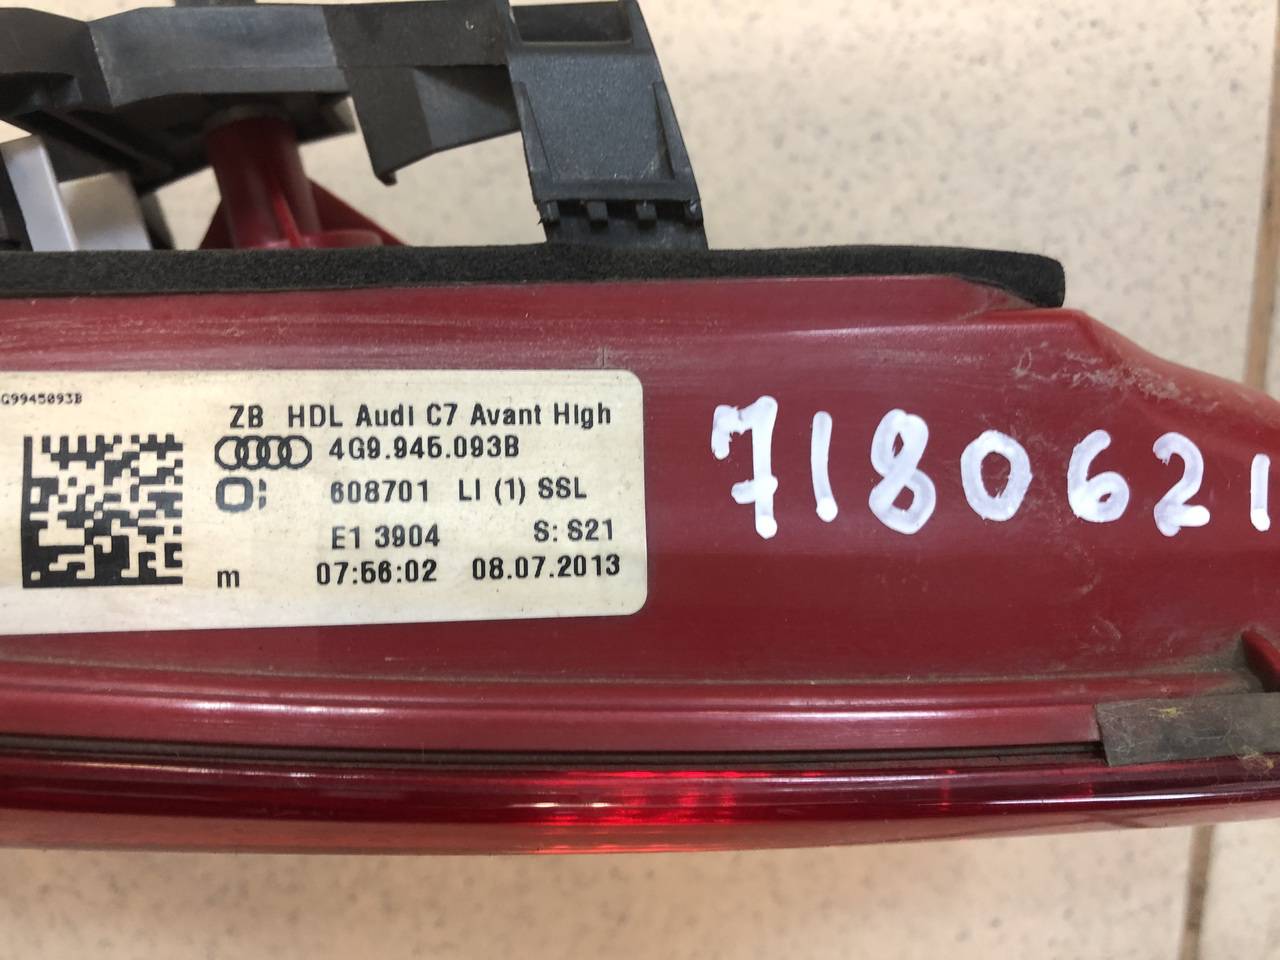 G9945093B
ZB HDL Audi C7 Avant High
4G9.945.093B
608701 LI (1) SSL
E1 3904 S: S21
m 07:56:02 08.07.2013
7180621